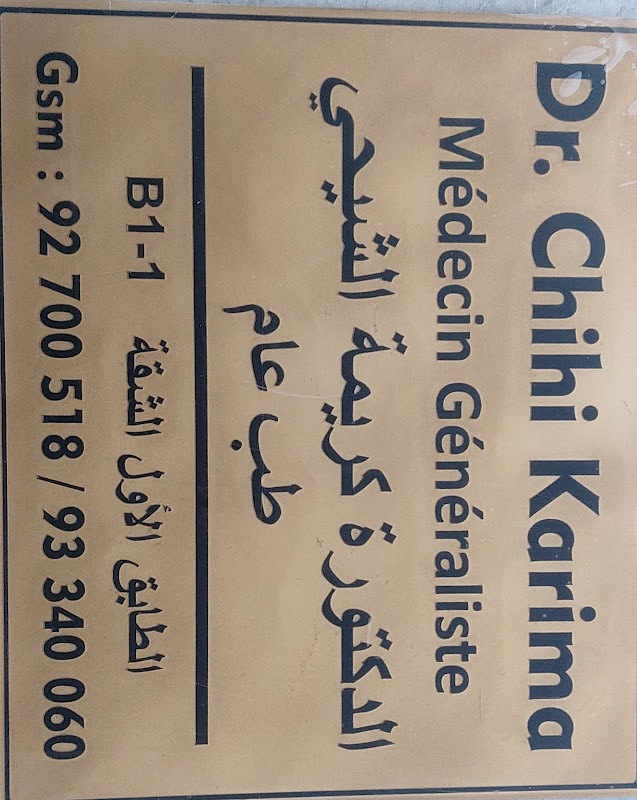 Dr. Chihi Karima
Médecin Généraliste
الدكتورة كريمة الشيحي
طب عام
الطابق الأول الشقة B1-1
Gsm : 92 700 518 / 93 340 060